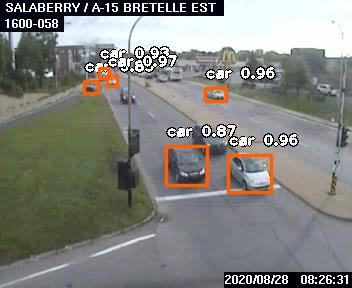 SALABERRY / A-15 BRETELLE EST
1600-058
car 0.93
car 0.97
car 0.96
car 0.87
car 0.96
2020/08/28 08:26:31